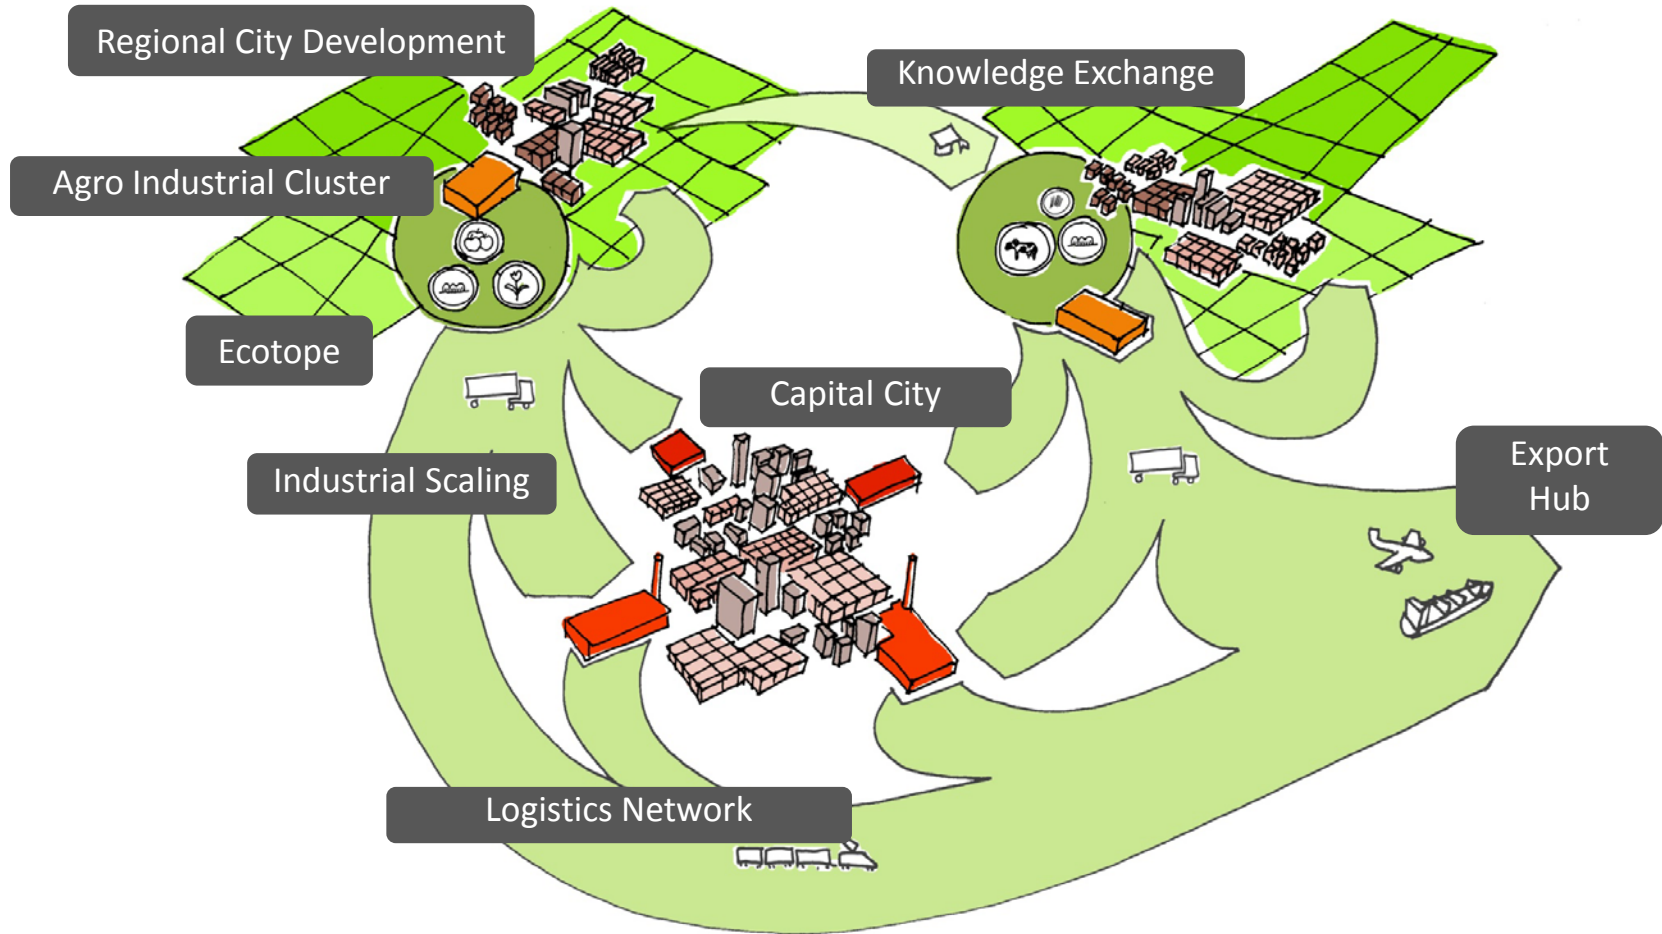 Regional City Development
Knowledge Exchange
Agro Industrial Cluster
Ecotope
Capital City
Industrial Scaling
Export
Hub
Logistics Network